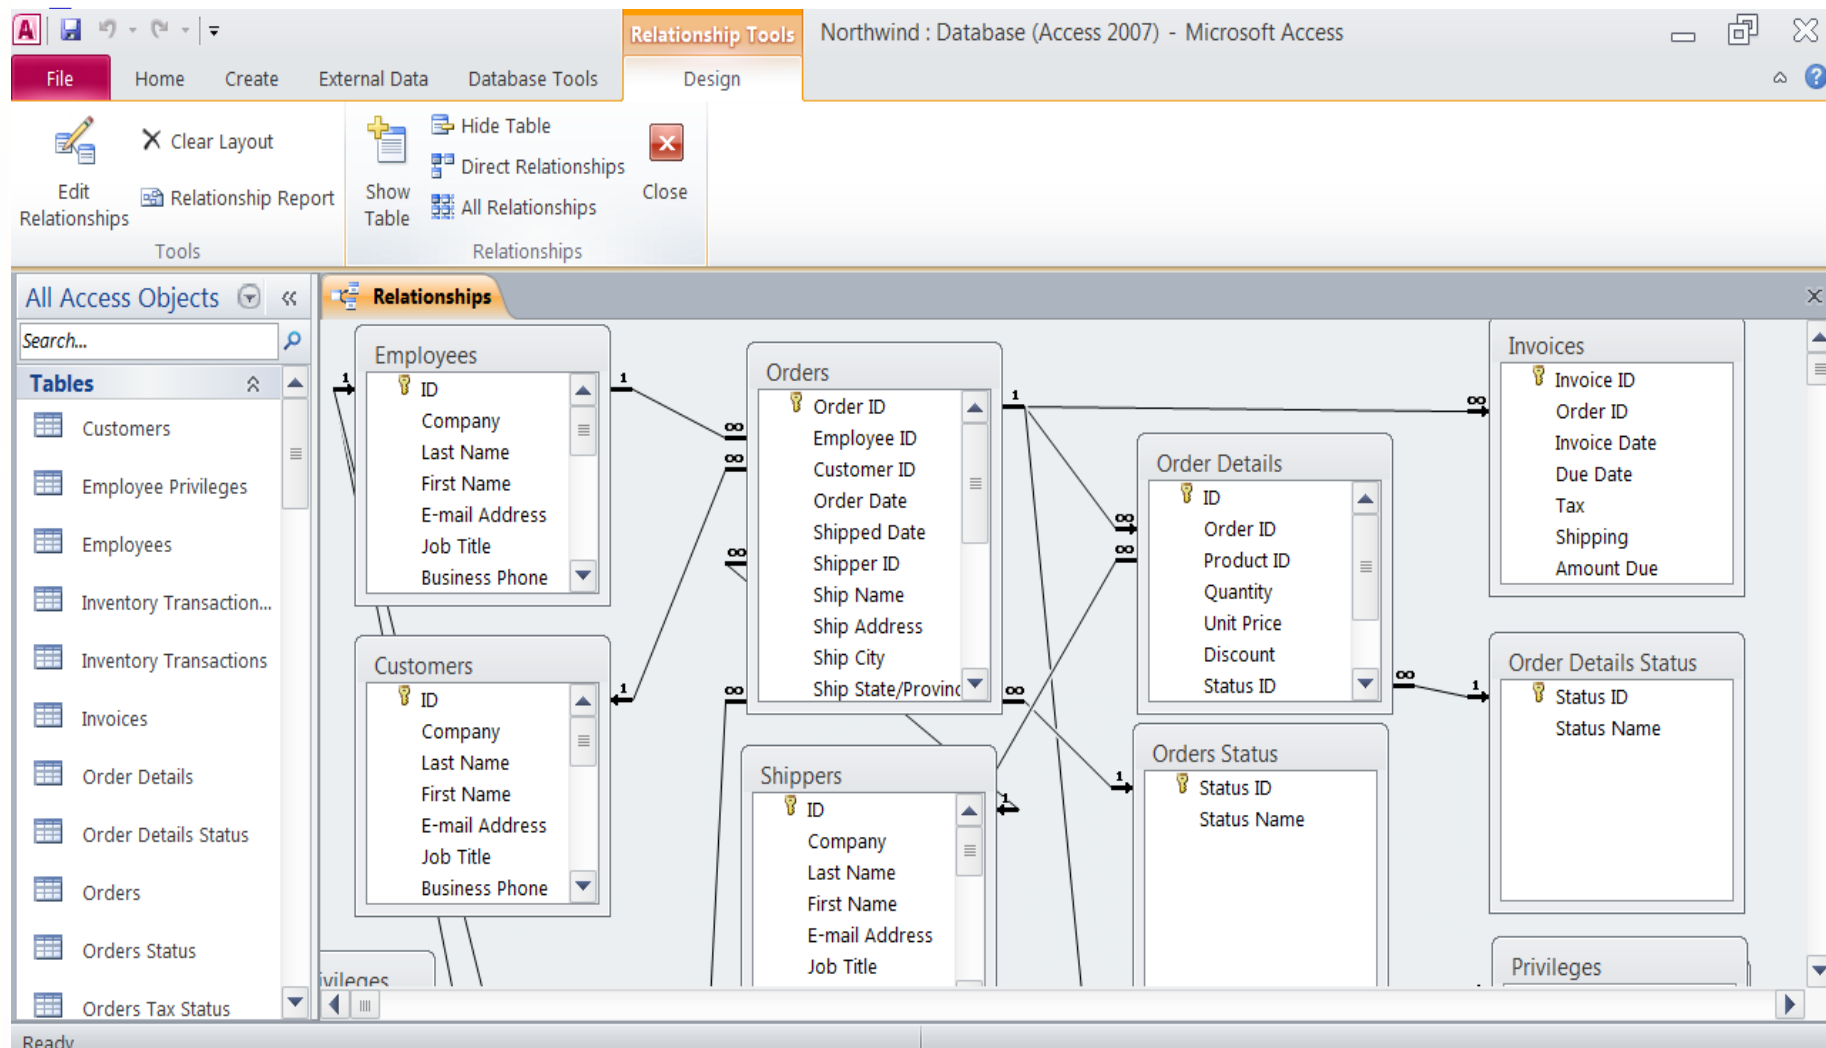 Relationship Tools
Northwind : Database (Access 2007) - Microsoft Access
File
Home
Create
External Data
Database Tools
Design
Edit
Relationships
Clear Layout
Relationship Report
Tools
Show
Table
Hide Table
Direct Relationships
All Relationships
Close
Relationships
All Access Objects
Search...
Tables
Customers
Employee Privileges
Employees
Inventory Transaction...
Inventory Transactions
Invoices
Order Details
Order Details Status
Orders
Orders Status
Orders Tax Status
Relationships
Employees
ID
Company
Last Name
First Name
E-mail Address
Job Title
Business Phone
Customers
ID
Company
Last Name
First Name
E-mail Address
Job Title
Business Phone
ivileges
Orders
Order ID
Employee ID
Customer ID
Order Date
Shipped Date
Shipper ID
Ship Name
Ship Address
Ship City
Ship State/Provinc
Shippers
ID
Company
Last Name
First Name
E-mail Address
Job Title
Order Details
ID
Order ID
Product ID
Quantity
Unit Price
Discount
Status ID
Orders Status
Status ID
Status Name
Invoices
Invoice ID
Order ID
Invoice Date
Due Date
Tax
Shipping
Amount Due
Order Details Status
Status ID
Status Name
Privileges
1
1
∞
∞
1
∞
∞
1
∞
∞
∞
∞
1
1
∞
1
Ready